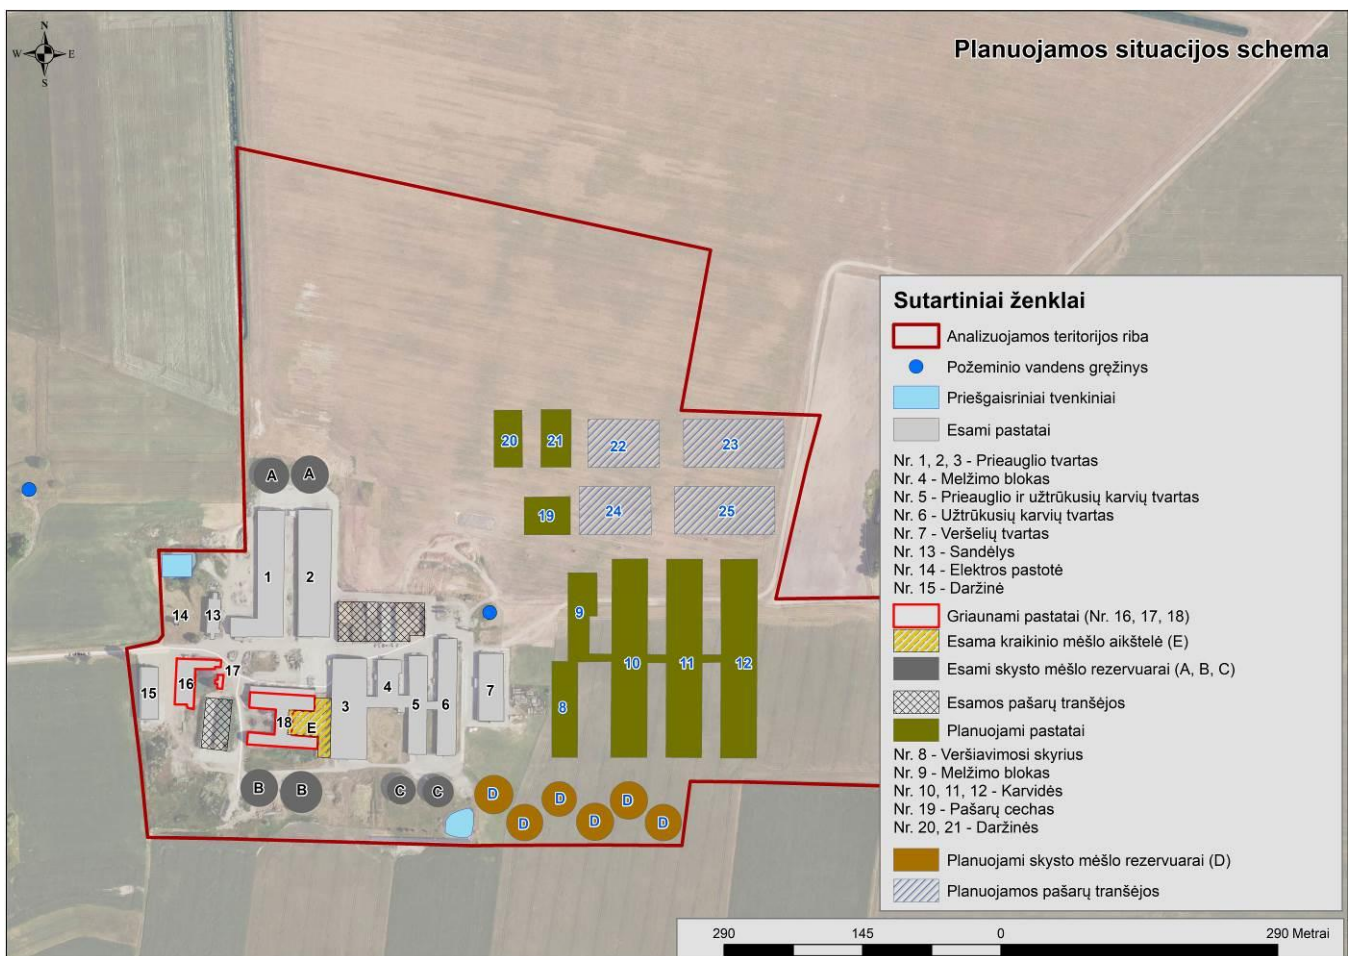 N
W E
S
Planuojamos situacijos schema
Sutartiniai ženklai
Analizuojamos teritorijos riba
Požeminio vandens gręžinys
Priešgaisriniai tvenkiniai
Esami pastatai
Nr. 1, 2, 3 - Prieauglio tvartas
Nr. 4 - Melžimo blokas
Nr. 5 - Prieauglio ir užtrūkusių karvių tvartas
Nr. 6 - Užtrūkusių karvių tvartas
Nr. 7 - Veršelių tvartas
Nr. 13 - Sandėlys
Nr. 14 - Elektros pastotė
Nr. 15 - Daržinė
Griaunami pastatai (Nr. 16, 17, 18)
Esama kraikinio mėšlo aikštelė (E)
Esami skysto mėšlo rezervuarai (A, B, C)
Esamos pašarų tranšėjos
Planuojami pastatai
Nr. 8 - Veršiavimosi skyrius
Nr. 9 - Melžimo blokas
Nr. 10, 11, 12 - Karvidės
Nr. 19 - Pašarų cechas
Nr. 20, 21 - Daržinės
Planuojami skysto mėšlo rezervuarai (D)
Planuojamos pašarų tranšėjos
20 21 22 23
A A
19 24 25
1 2
14 13
9
10 11 12
17
15 16
4
5 6 7
3
8
18 E
B B C C
D D D
D D D
290 145 0 290 Metrai